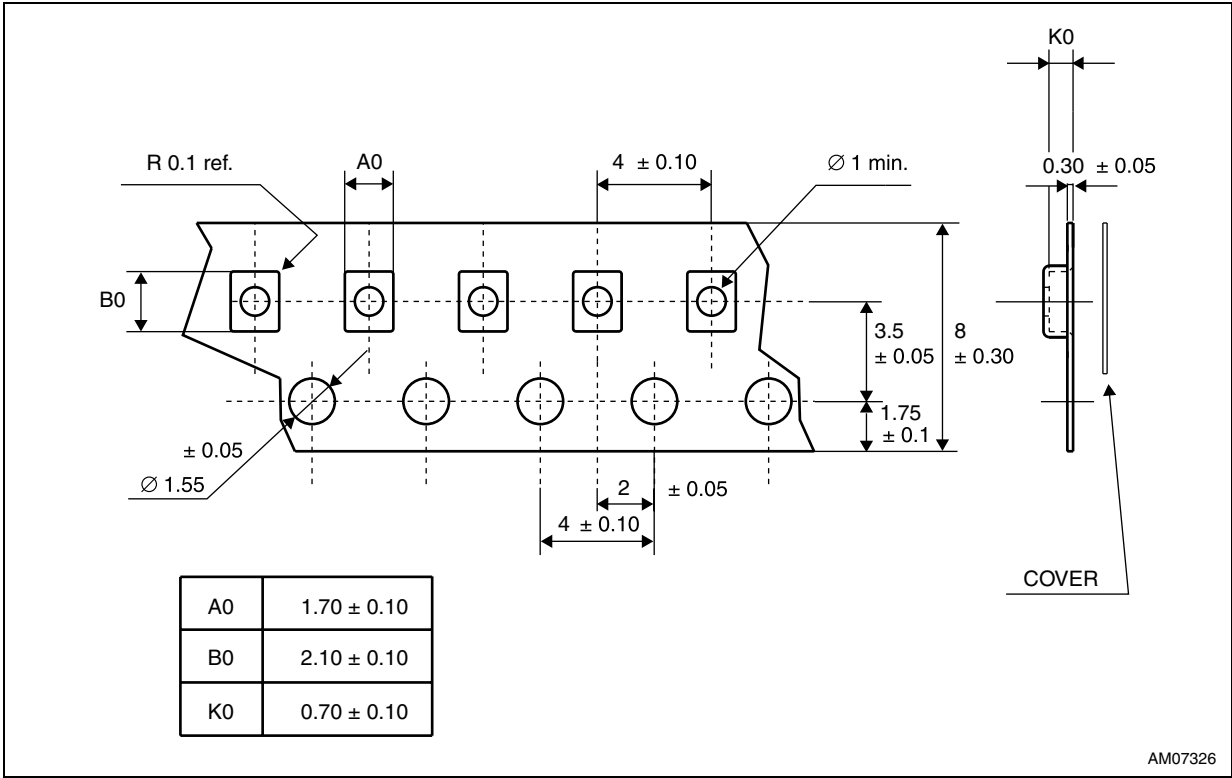 K0
R 0.1 ref.
A0
4 ± 0.10
∅ 1 min.
0.30 ± 0.05
B0
3.5
± 0.05
8
± 0.30
1.75
± 0.1
± 0.05
∅ 1.55
2 ± 0.05
4 ± 0.10
COVER
A0 1.70 ± 0.10
B0 2.10 ± 0.10
K0 0.70 ± 0.10
AM07326